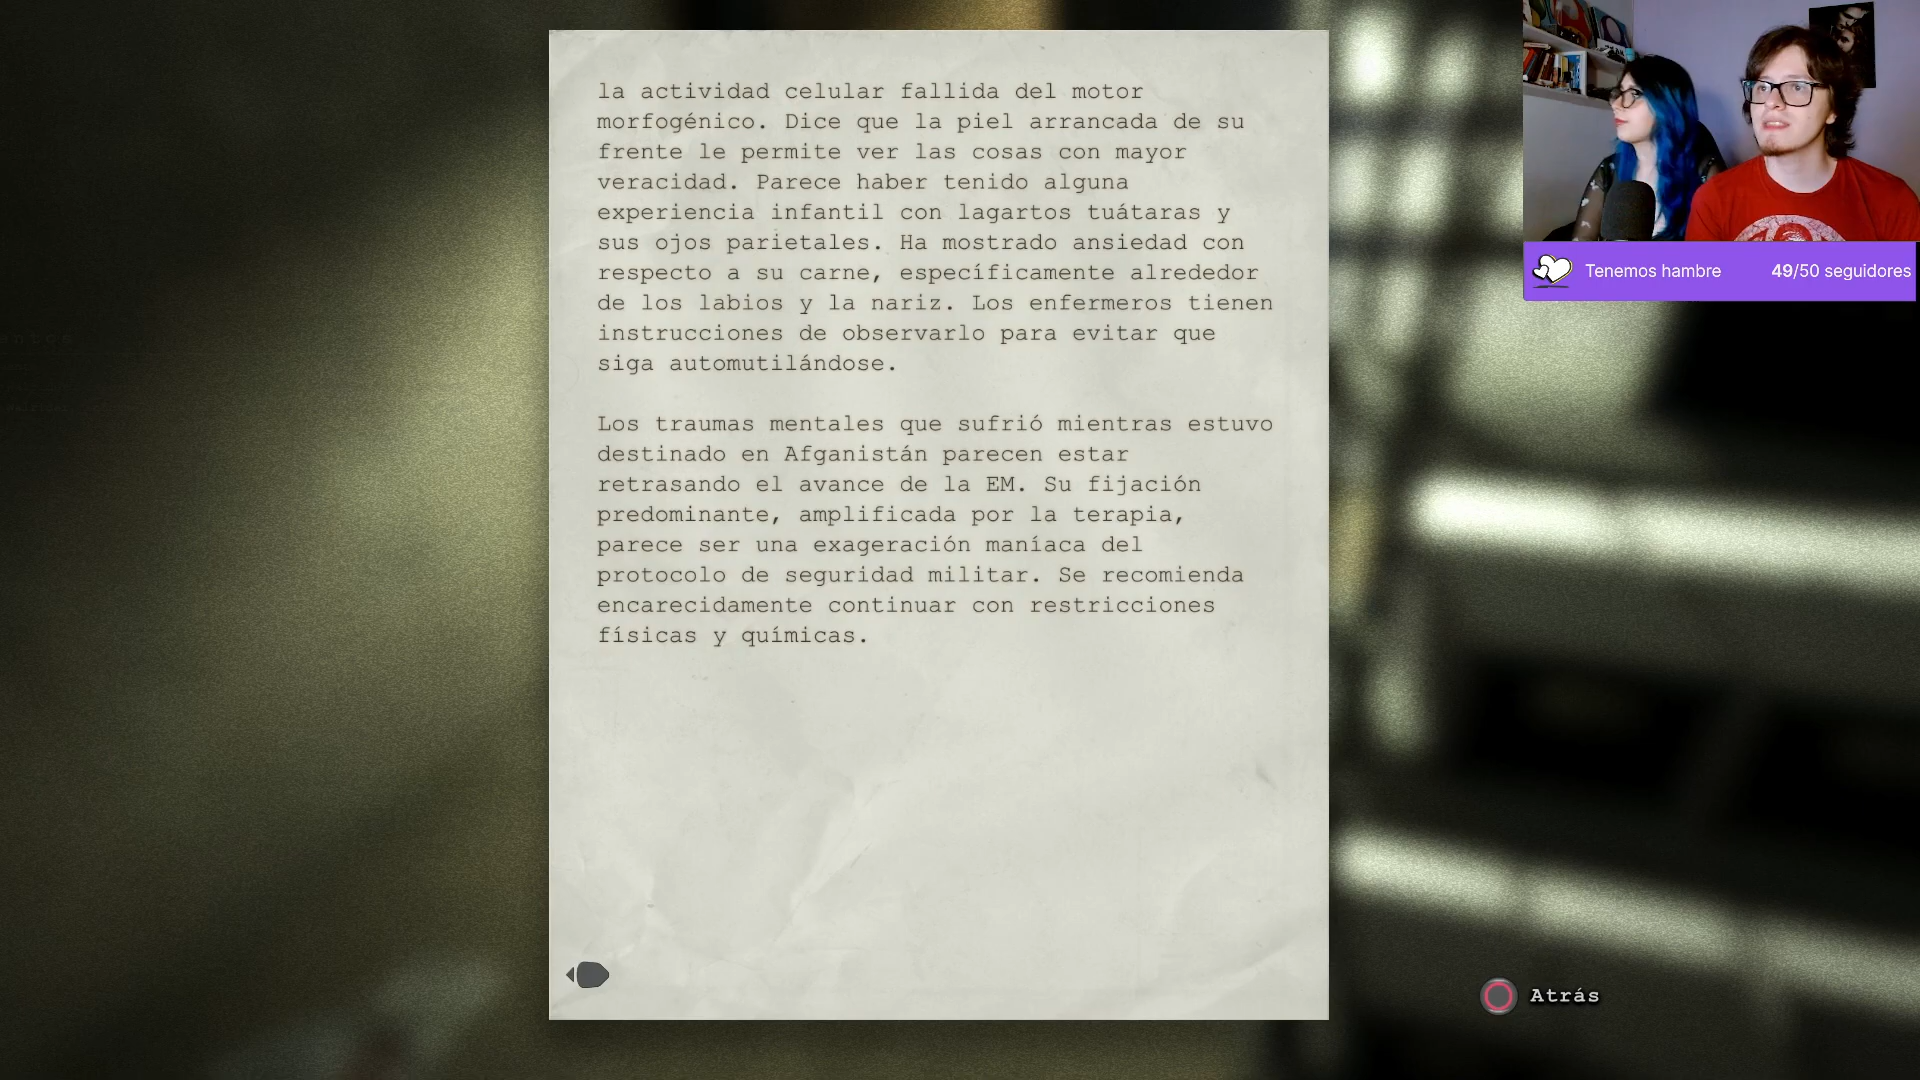 la actividad celular fallida del motor
morfogénico. Dice que la piel arrancada de su
frente le permite ver las cosas con mayor
veracidad. Parece haber tenido alguna
experiencia infantil con lagartos tuátaras y
sus ojos parietales. Ha mostrado ansiedad con
respecto a su carne, específicamente alrededor
de los labios y la nariz. Los enfermeros tienen
instrucciones de observarlo para evitar que
siga automutilándose.
Los traumas mentales que sufrió mientras estuvo
destinado en Afganistán parecen estar
retrasando el avance de la EM. Su fijación
predominante, amplificada por la terapia,
parece ser una exageración maníaca del
protocolo de seguridad militar. Se recomienda
encarecidamente continuar con restricciones
físicas y químicas.
Tenemos hambre 49/50 seguidores
Atrás